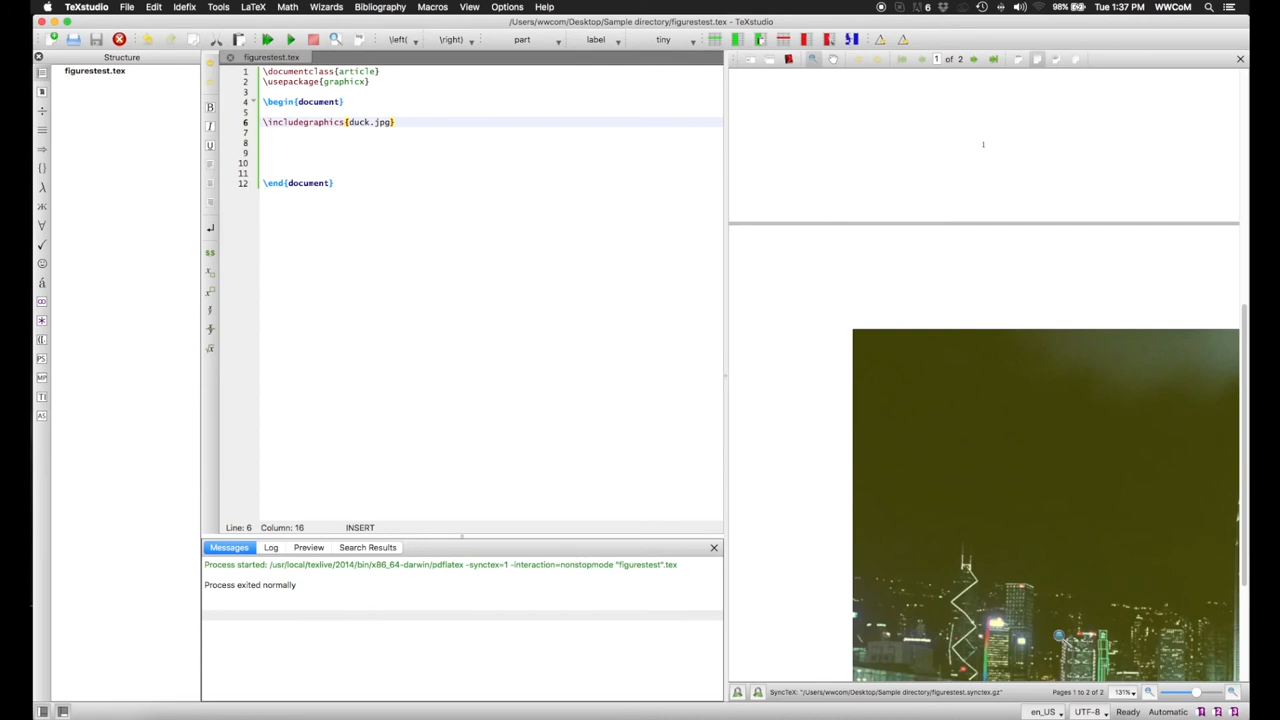 TeXstudio File Edit Idefix Tools LaTeX Math Wizards Bibliography Macros View Options Help 6 98% Tue 1:37 PM WWCoM
/Users/wwcom/Desktop/Sample directory/figurestest.tex - TeXstudio
\left( \right) part label tiny
Structure
figurestest.tex
figurestest.tex
1 of 2
1 \documentclass{article}
2 \usepackage{graphicx}
3
4 \begin{document}
5
6 \includegraphics{duck.jpg}
7
8
9
10
11
12 \end{document}
1
Line: 6 Column: 16 INSERT
Messages Log Preview Search Results
Process started: /usr/local/texlive/2014/bin/x86_64-darwin/pdflatex -synctex=1 -interaction=nonstopmode "figurestest".tex
Process exited normally
SyncTeX: "/Users/wwcom/Desktop/Sample directory/figurestest.synctex.gz" Pages 1 to 2 of 2 131%
en_US UTF-8 Ready Automatic